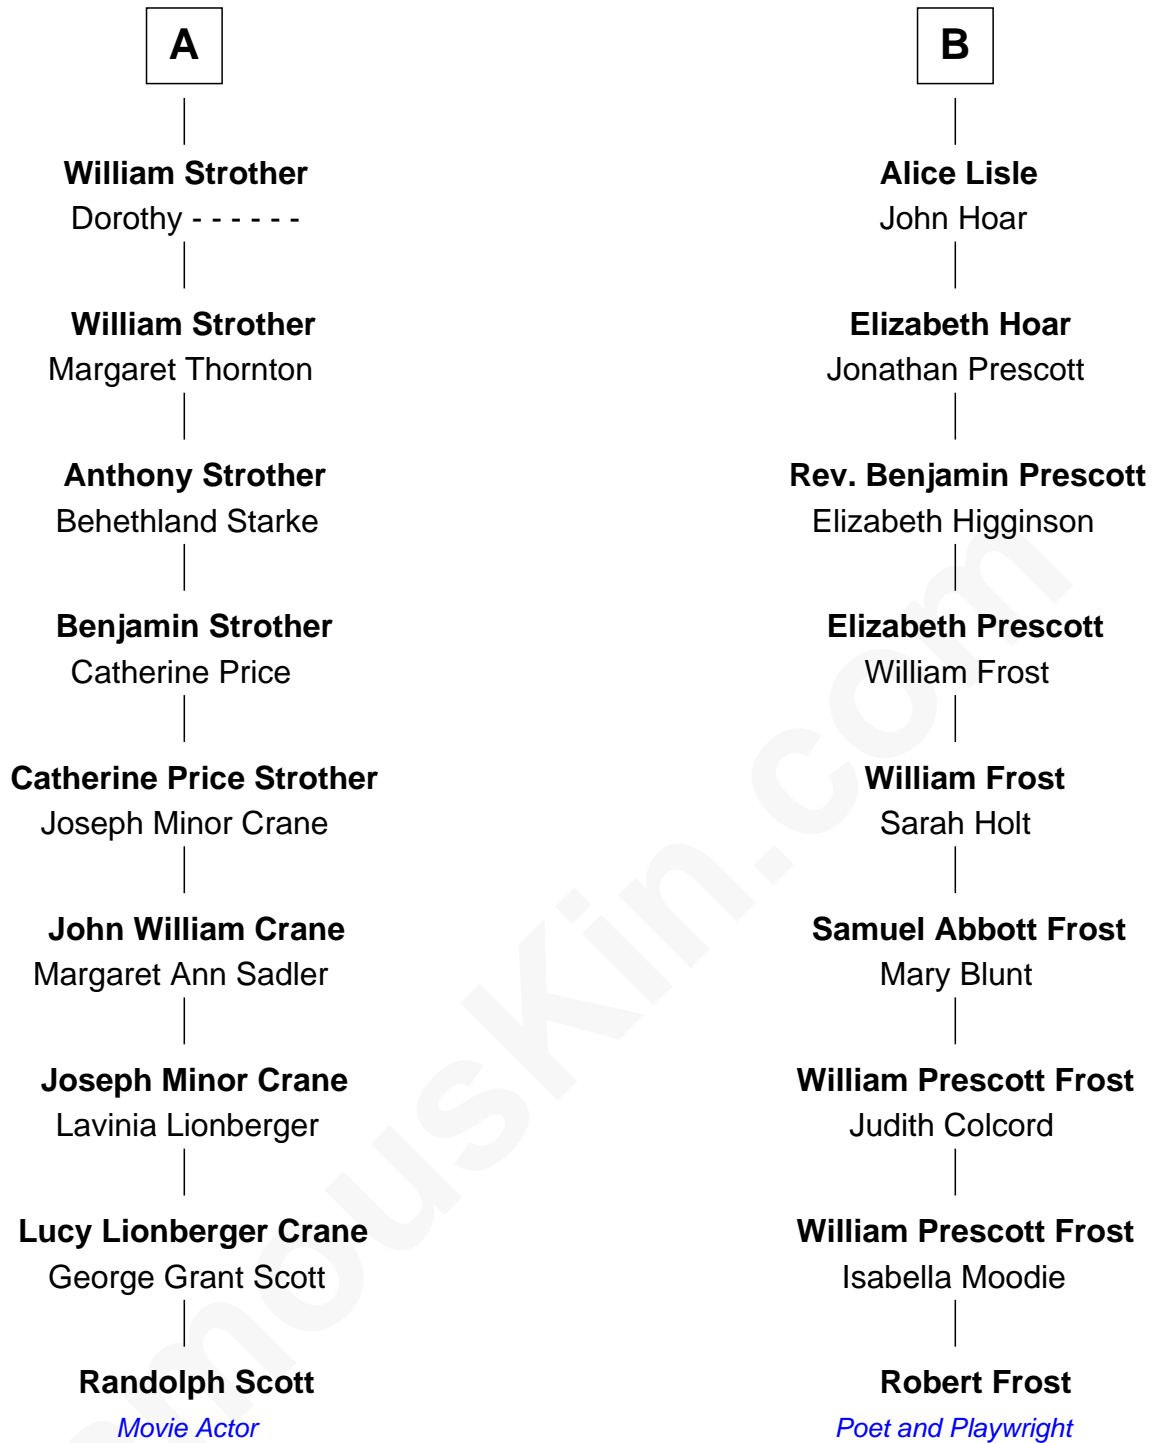 A
William Strother
Dorothy - - - - - -
William Strother
Margaret Thornton
Anthony Strother
Behethland Starke
Benjamin Strother
Catherine Price
Catherine Price Strother
Joseph Minor Crane
John William Crane
Margaret Ann Sadler
Joseph Minor Crane
Lavinia Lionberger
Lucy Lionberger Crane
George Grant Scott
Randolph Scott
Movie Actor
B
Alice Lisle
John Hoar
Elizabeth Hoar
Jonathan Prescott
Rev. Benjamin Prescott
Elizabeth Higginson
Elizabeth Prescott
William Frost
William Frost
Sarah Holt
Samuel Abbott Frost
Mary Blunt
William Prescott Frost
Judith Colcord
William Prescott Frost
Isabella Moodie
Robert Frost
Poet and Playwright
mouskin.com